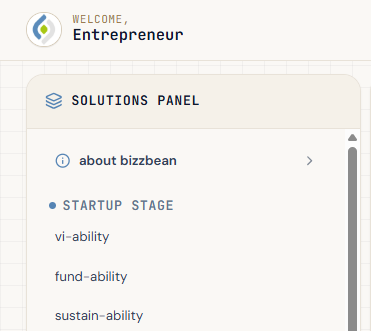 WELCOME,
Entrepreneur
SOLUTIONS PANEL
about bizzbean
STARTUP STAGE
vi-ability
fund-ability
sustain-ability